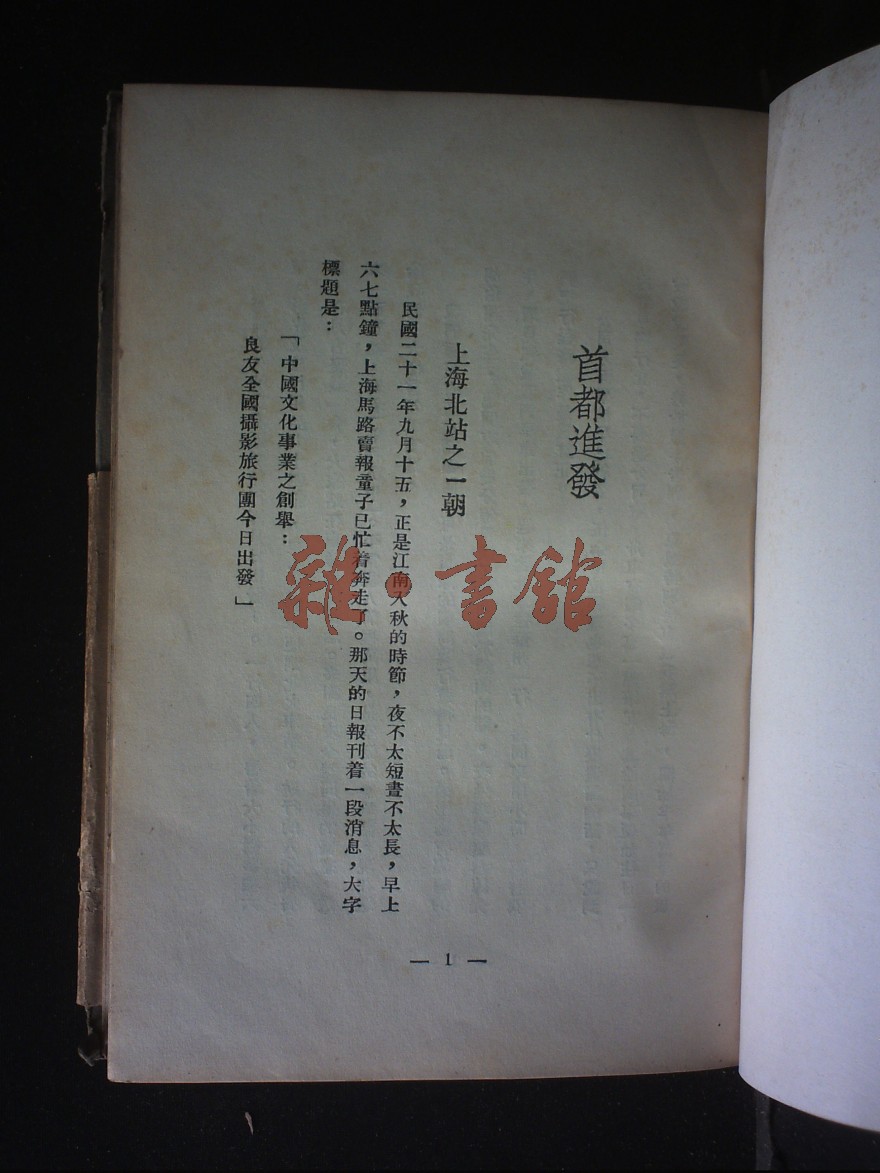 首都進發
上海北站之一朝
民國二十一年九月十五，正是江南入秋的時節，夜不太短晝不太長，早上
六七點鐘，上海馬路賣報童子已忙着奔走了。那天的日報刊着一段消息，大字
標題是：
「中國文化事業之創舉：
良友全國攝影旅行團今日出發」
— 1 —
雜·書館